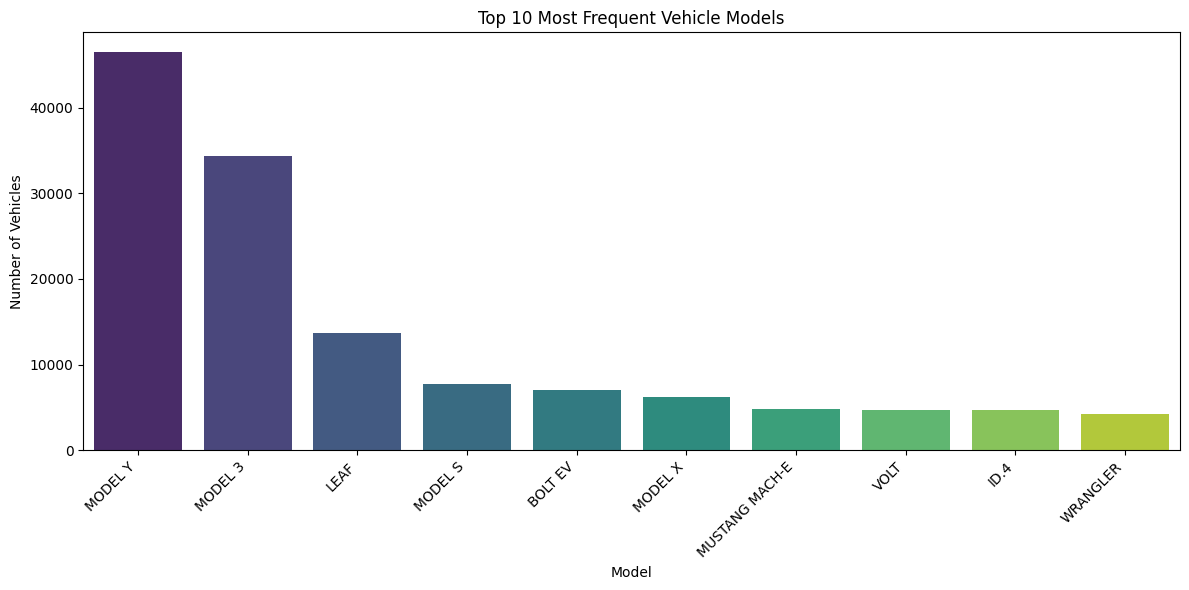 Top 10 Most Frequent Vehicle Models
Number of Vehicles
40000
30000
20000
10000
0
MODEL Y
MODEL 3
LEAF
MODEL S
BOLT EV
MODEL X
MUSTANG MACH-E
VOLT
ID.4
WRANGLER
Model